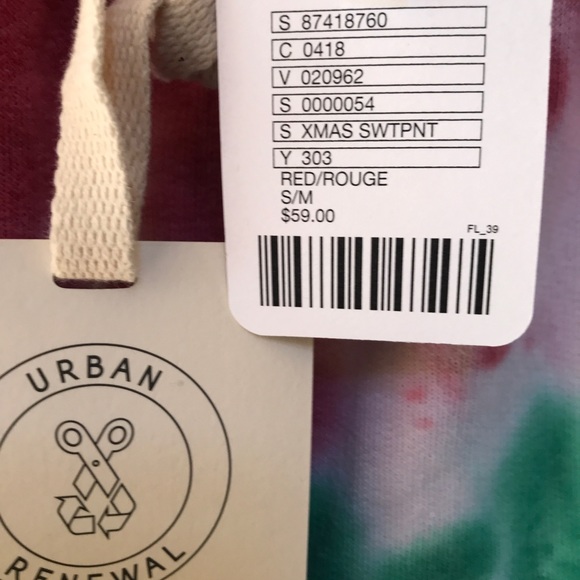 S 87418760
C 0418
V 020962
S 0000054
S XMAS SWTPNT
Y 303
RED/ROUGE
S/M
$59.00
FL_39
URBAN
RENEWAL